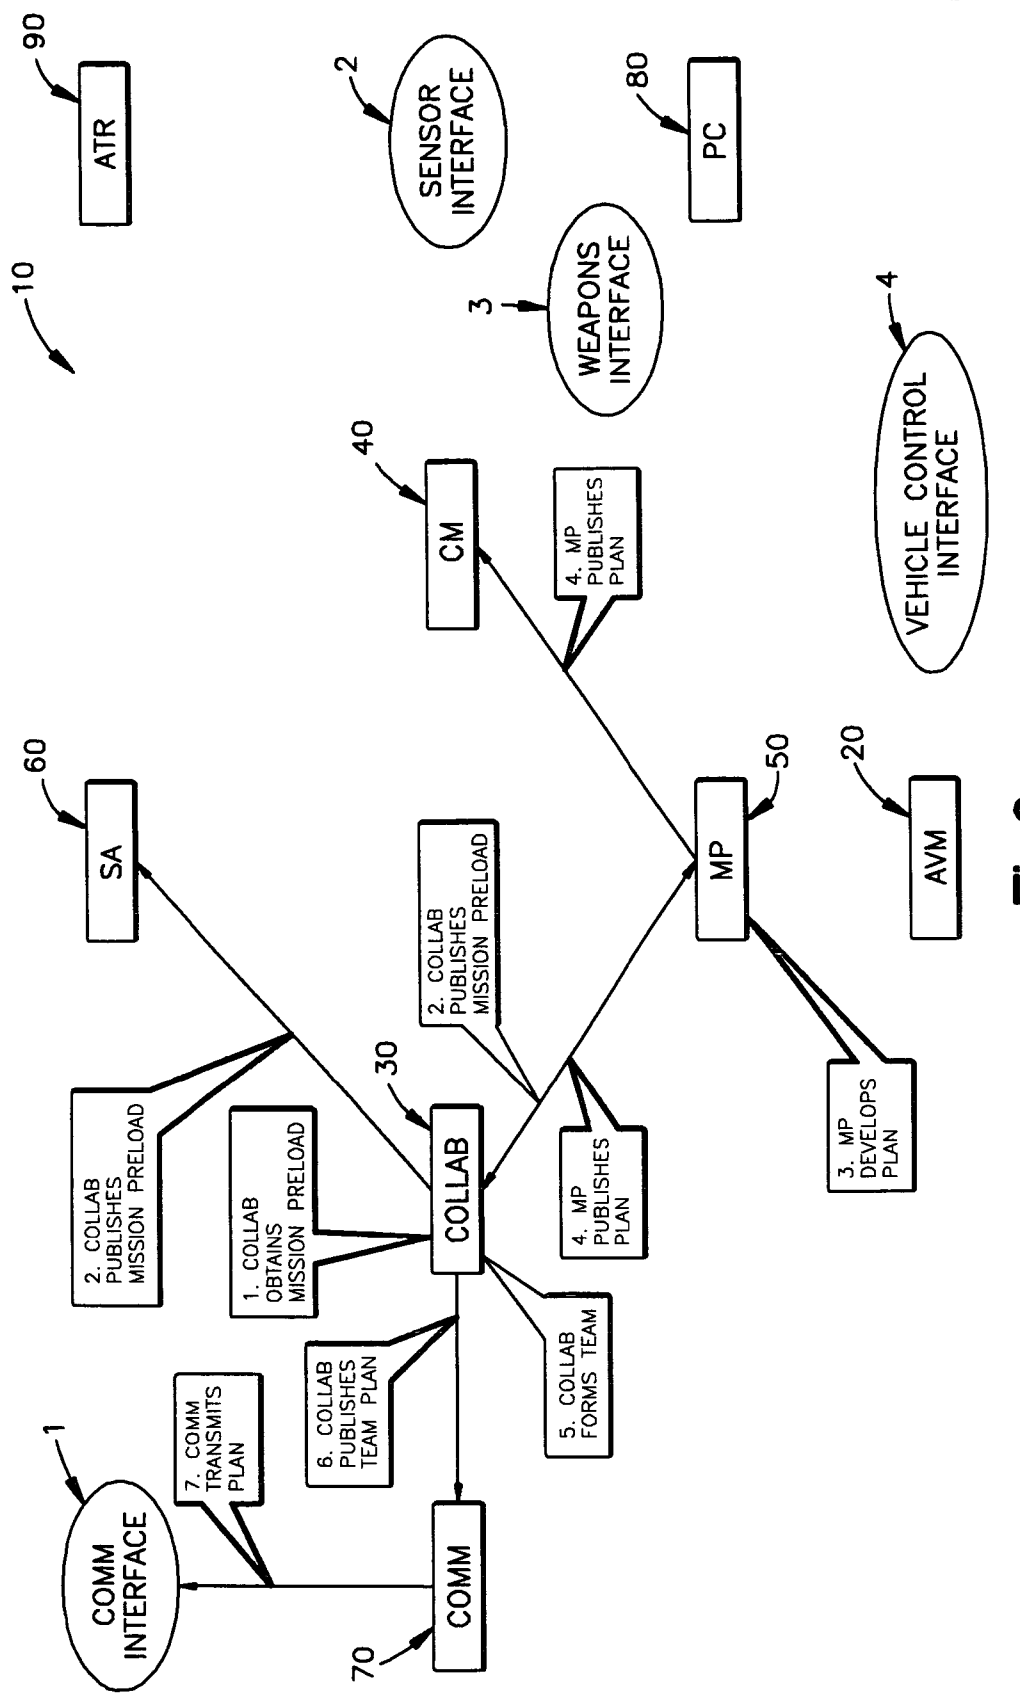 1
60
10
90
COMM
INTERFACE
7. COMM
TRANSMITS
PLAN
2. COLLAB
PUBLISHES
MISSION PRELOAD
SA
ATR
1. COLLAB
OBTAINS
MISSION PRELOAD
6. COLLAB
PUBLISHES
TEAM PLAN
70
COMM
30
COLLAB
40
CM
2
SENSOR
INTERFACE
2. COLLAB
PUBLISHES
MISSION PRELOAD
5. COLLAB
FORMS TEAM
4. MP
PUBLISHES
PLAN
4. MP
PUBLISHES
PLAN
3
WEAPONS
INTERFACE
80
PC
MP
50
3. MP
DEVELOPS
PLAN
20
AVM
4
VEHICLE CONTROL
INTERFACE